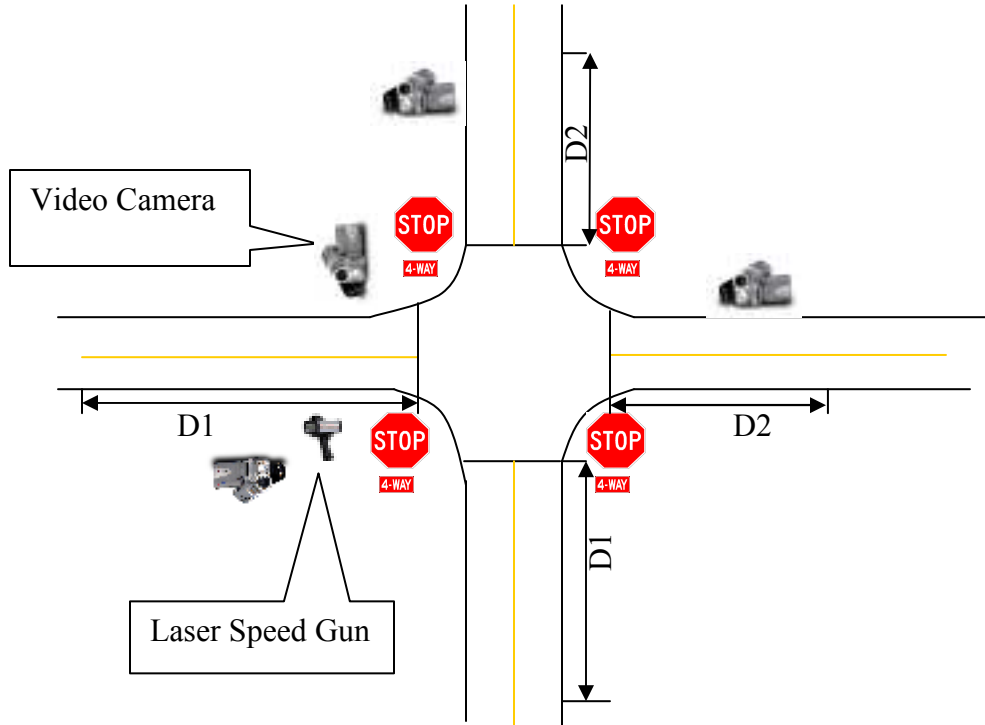 D2
Video Camera
STOP
4-WAY
STOP
4-WAY
D1
D2
STOP
4-WAY
STOP
4-WAY
D1
Laser Speed Gun